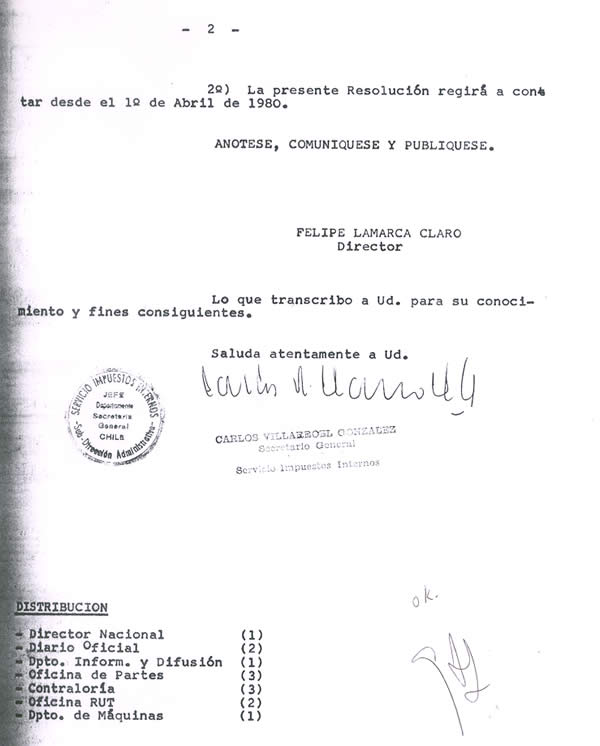 - 2 -
2º) La presente Resolución regirá a con-
tar desde el 1º de Abril de 1980.
ANOTESE, COMUNIQUESE Y PUBLIQUESE.
FELIPE LAMARCA CLARO
Director
Lo que transcribo a Ud. para su conoci-
miento y fines consiguientes.
Saluda atentamente a Ud.
SERVICIO IMPUESTOS INTERNOS
JEFE
Departamento
Secretaría
General
CHILE
Sub-Dirección Administrativa
CARLOS VILLARROEL GONZALEZ
Secretario General
Servicio Impuestos Internos
ok.
DISTRIBUCION
- Director Nacional (1)
- Diario Oficial (2)
- Dpto. Inform. y Difusión (1)
- Oficina de Partes (3)
- Contraloría (3)
- Oficina RUT (2)
- Dpto. de Máquinas (1)